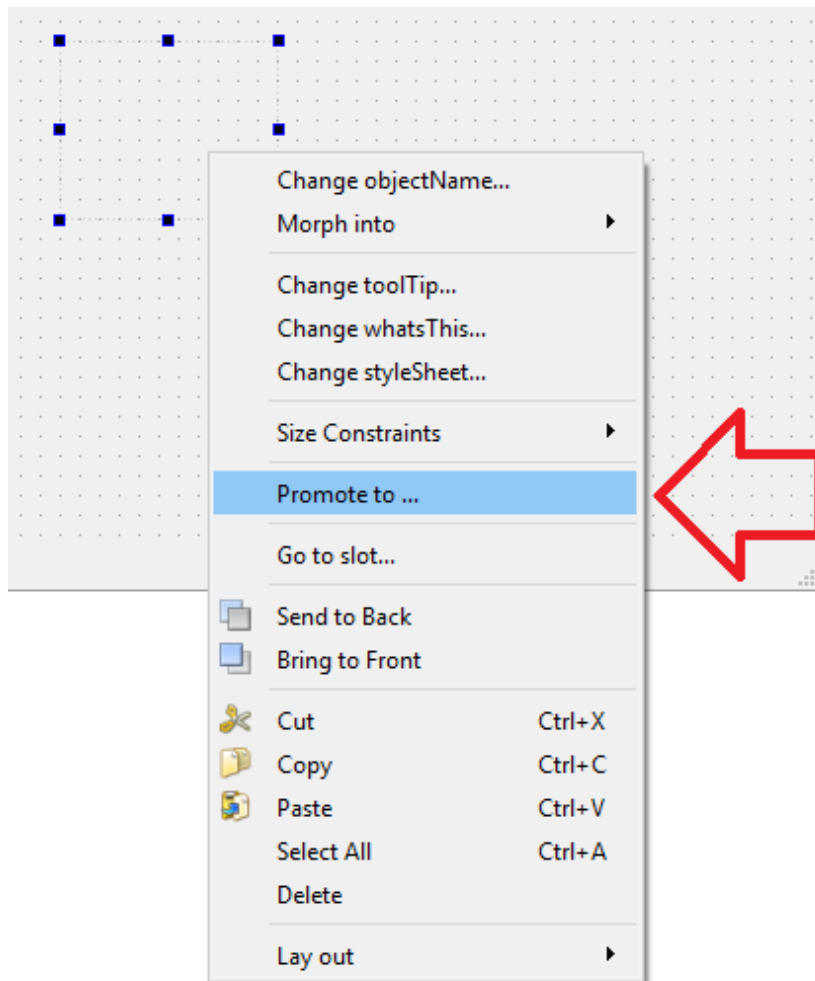 Change objectName...
Morph into
Change toolTip...
Change whatsThis...
Change styleSheet...
Size Constraints
Promote to ...
Go to slot...
Send to Back
Bring to Front
Cut Ctrl+X
Copy Ctrl+C
Paste Ctrl+V
Select All Ctrl+A
Delete
Lay out